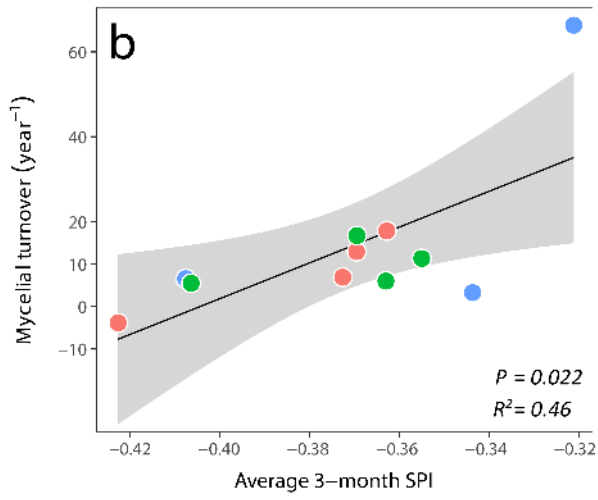 b
Mycelial turnover (year−1)
60
40
20
10
0
−10
P = 0.022
R2= 0.46
−0.42 −0.40 −0.38 −0.36 −0.34 −0.32
Average 3−month SPI